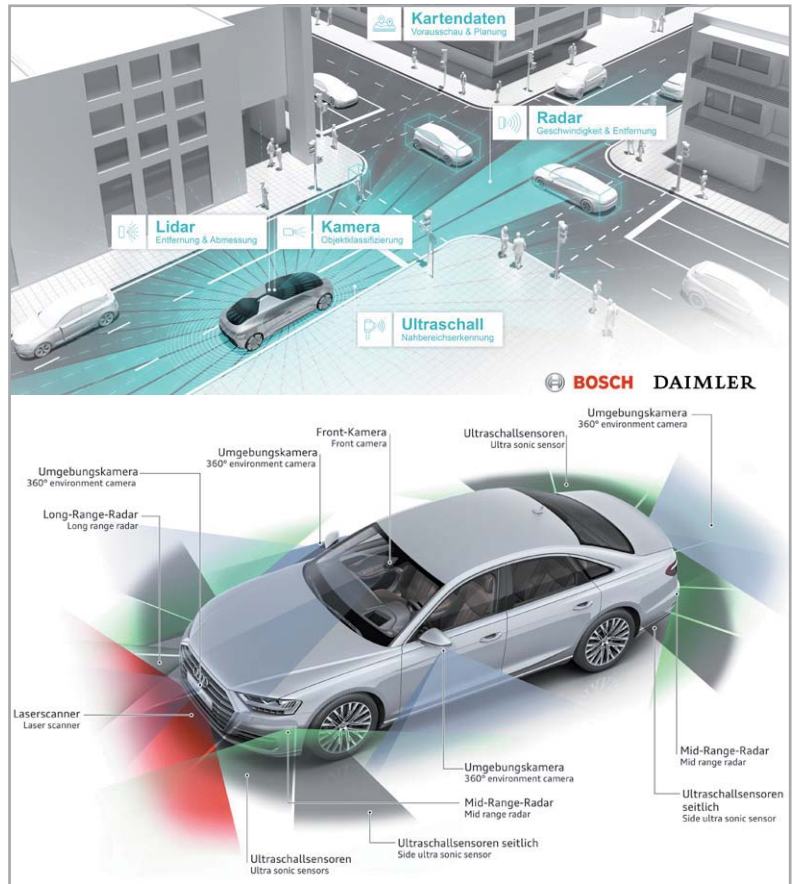 Kartendaten
Vorausschau & Planung
Radar
Geschwindigkeit & Entfernung
Lidar
Entfernung & Abmessung
Kamera
Objektklassifizierung
Ultraschall
Nahbereichserkennung
BOSCH DAIMLER
Umgebungskamera
360° environment camera
Front-Kamera
Front camera
Ultraschallsensoren
Ultra sonic sensor
Umgebungskamera
360° environment camera
Umgebungskamera
360° environment camera
Long-Range-Radar
Long range radar
Laserscanner
Laser scanner
Mid-Range-Radar
Mid range radar
Umgebungskamera
360° environment camera
Ultraschallsensoren
seitlich
Side ultra sonic sensor
Mid-Range-Radar
Mid range radar
Ultraschallsensoren seitlich
Side ultra sonic sensor
Ultraschallsensoren
Ultra sonic sensors